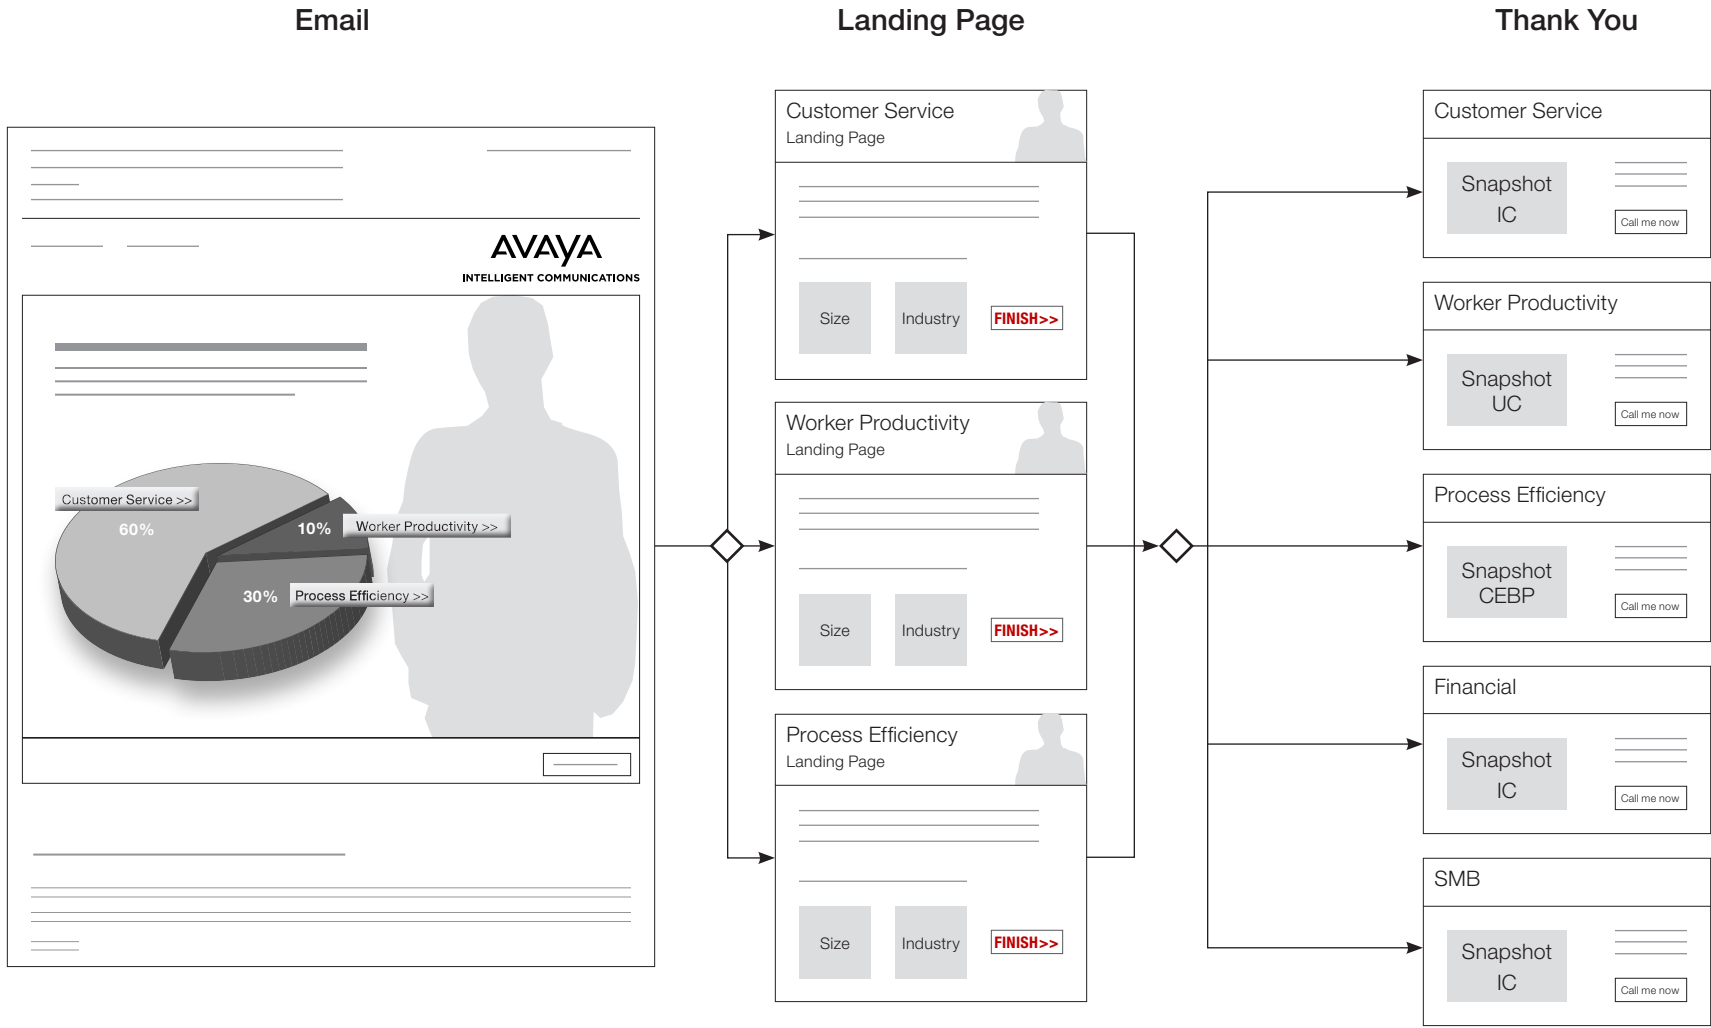 Email
Landing Page
Thank You
AVAYA
INTELLIGENT COMMUNICATIONS
Customer Service >>
60%
10%
Worker Productivity >>
30%
Process Efficiency >>
Customer Service
Landing Page
Size
Industry
FINISH>>
Worker Productivity
Landing Page
Size
Industry
FINISH>>
Process Efficiency
Landing Page
Size
Industry
FINISH>>
Customer Service
Snapshot
IC
Call me now
Worker Productivity
Snapshot
UC
Call me now
Process Efficiency
Snapshot
CEBP
Call me now
Financial
Snapshot
IC
Call me now
SMB
Snapshot
IC
Call me now